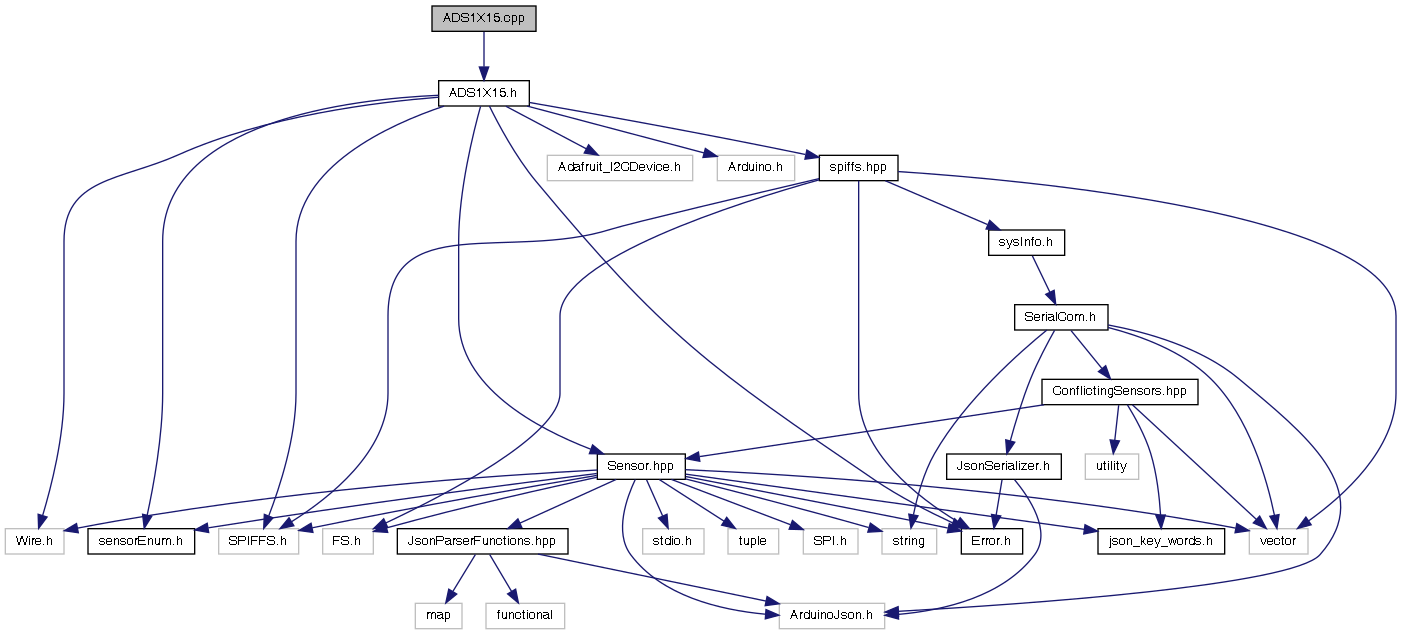 ADS1X15.cpp
ADS1X15.h
Adafruit_I2CDevice.h
Arduino.h
spiffs.hpp
sysInfo.h
SerialCom.h
ConflictingSensors.hpp
Sensor.hpp
JsonSerializer.h
utility
Wire.h
sensorEnum.h
SPIFFS.h
FS.h
JsonParserFunctions.hpp
stdio.h
tuple
SPI.h
string
Error.h
json_key_words.h
vector
map
functional
ArduinoJson.h